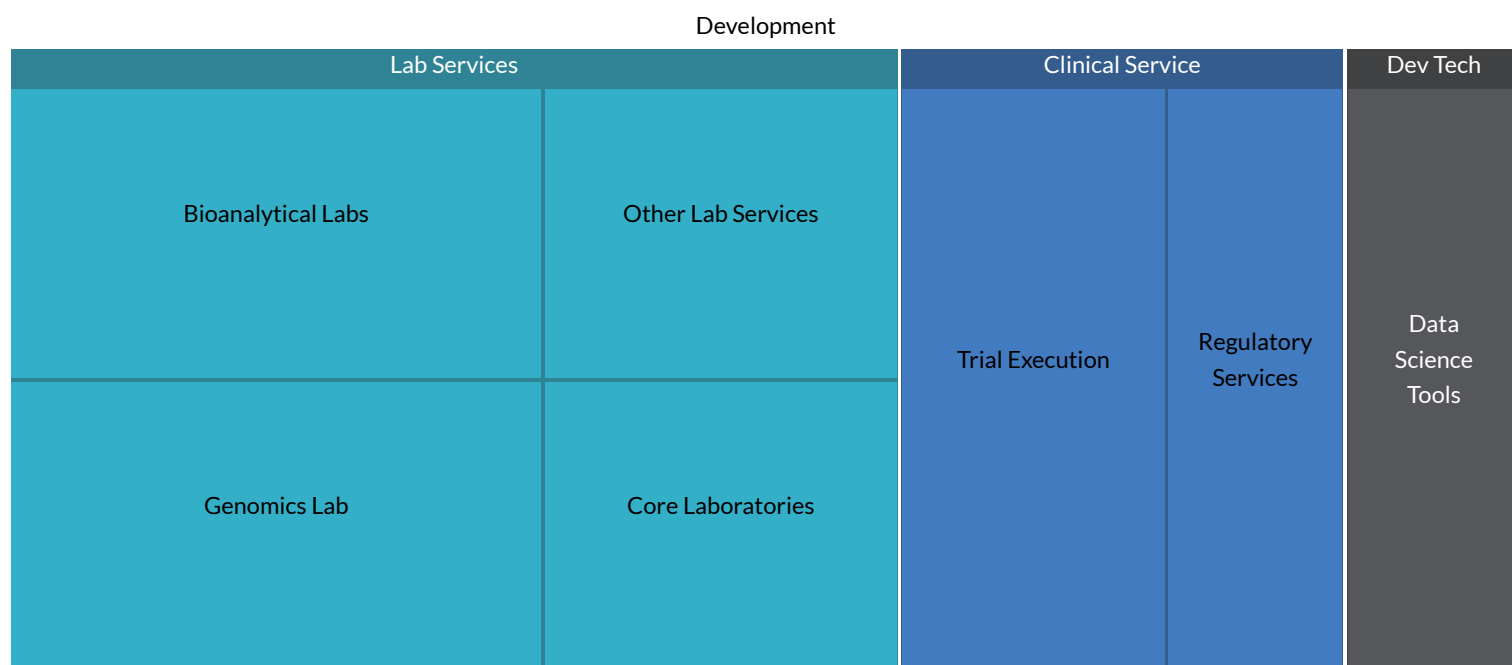 Development
Lab Services
Clinical Service
Dev Tech
Bioanalytical Labs
Other Lab Services
Genomics Lab
Core Laboratories
Trial Execution
Regulatory
Services
Data
Science
Tools